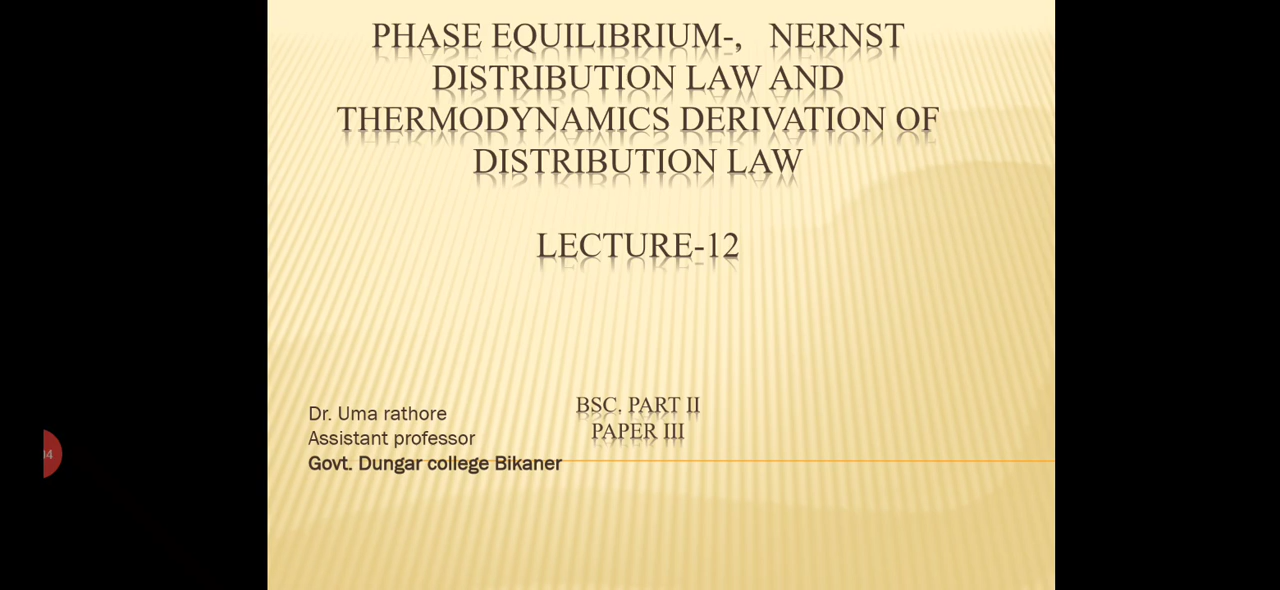 PHASE EQUILIBRIUM-, NERNST
DISTRIBUTION LAW AND
THERMODYNAMICS DERIVATION OF
DISTRIBUTION LAW
LECTURE-12
BSC. PART II
PAPER III
Dr. Uma rathore
Assistant professor
Govt. Dungar college Bikaner